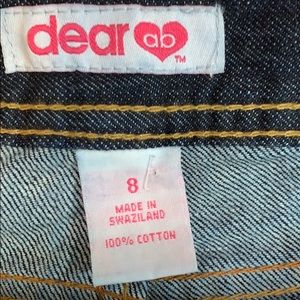 dear ab TM
8
MADE IN
SWAZILAND
100% COTTON